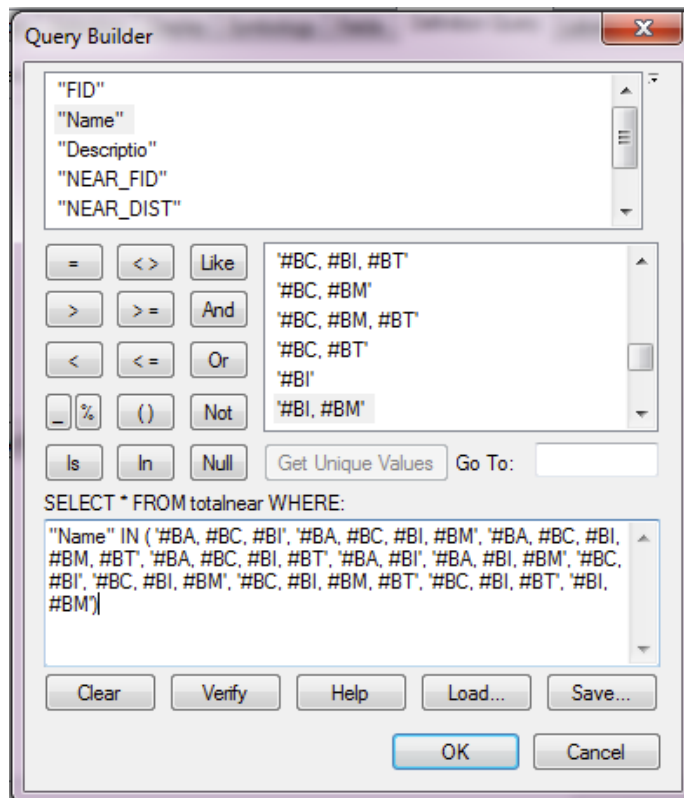 Query Builder
"FID"
"Name"
"Descriptio"
"NEAR_FID"
"NEAR_DIST"
= < > Like
> > = And
< < = Or
_ % ( ) Not
Is In Null
'#BC, #BI, #BT'
'#BC, #BM'
'#BC, #BM, #BT'
'#BC, #BT'
'#BI'
'#BI, #BM'
Get Unique Values Go To:
SELECT * FROM totalnear WHERE:
"Name" IN ( '#BA, #BC, #BI', '#BA, #BC, #BI, #BM', '#BA, #BC, #BI,
#BM, #BT', '#BA, #BC, #BI, #BT', '#BA, #BI', '#BA, #BI, #BM', '#BC,
#BI', '#BC, #BI, #BM', '#BC, #BI, #BM, #BT', '#BC, #BI, #BT', '#BI,
#BM')
Clear Verify Help Load... Save...
OK Cancel